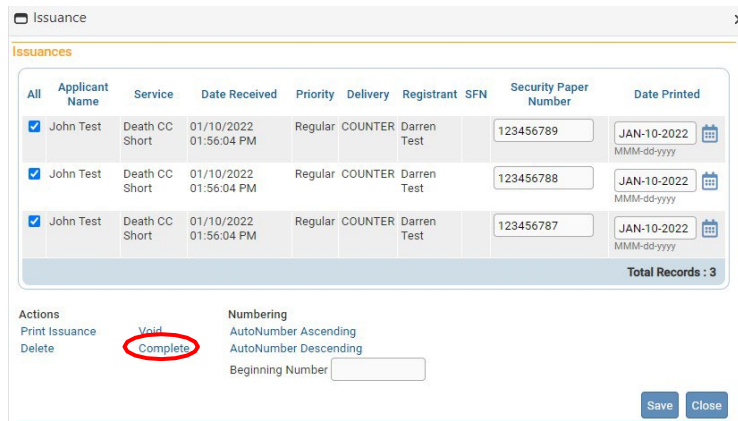 Issuance
Issuances
All Applicant Name Service Date Received Priority Delivery Registrant SFN Security Paper Number Date Printed
John Test Death CC Short 01/10/2022 01:56:04 PM Regular COUNTER Darren Test 123456789 JAN-10-2022
MMM-dd-yyyy
John Test Death CC Short 01/10/2022 01:56:04 PM Regular COUNTER Darren Test 123456788 JAN-10-2022
MMM-dd-yyyy
John Test Death CC Short 01/10/2022 01:56:04 PM Regular COUNTER Darren Test 123456787 JAN-10-2022
MMM-dd-yyyy
Total Records : 3
Actions Numbering
Print Issuance Void AutoNumber Ascending
Delete Complete AutoNumber Descending
Beginning Number
Save Close